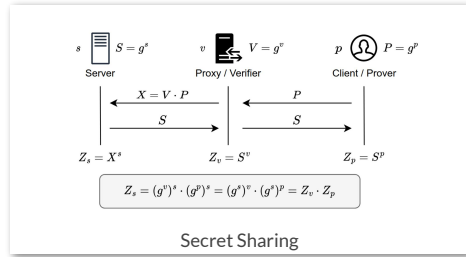 s S = g^s v V = g^v p P = g^p
Server Proxy / Verifier Client / Prover
X = V · P P
S S
Z_s = X^s Z_v = S^v Z_p = S^p
Z_s = (g^v)^s · (g^p)^s = (g^s)^v · (g^s)^p = Z_v · Z_p
Secret Sharing